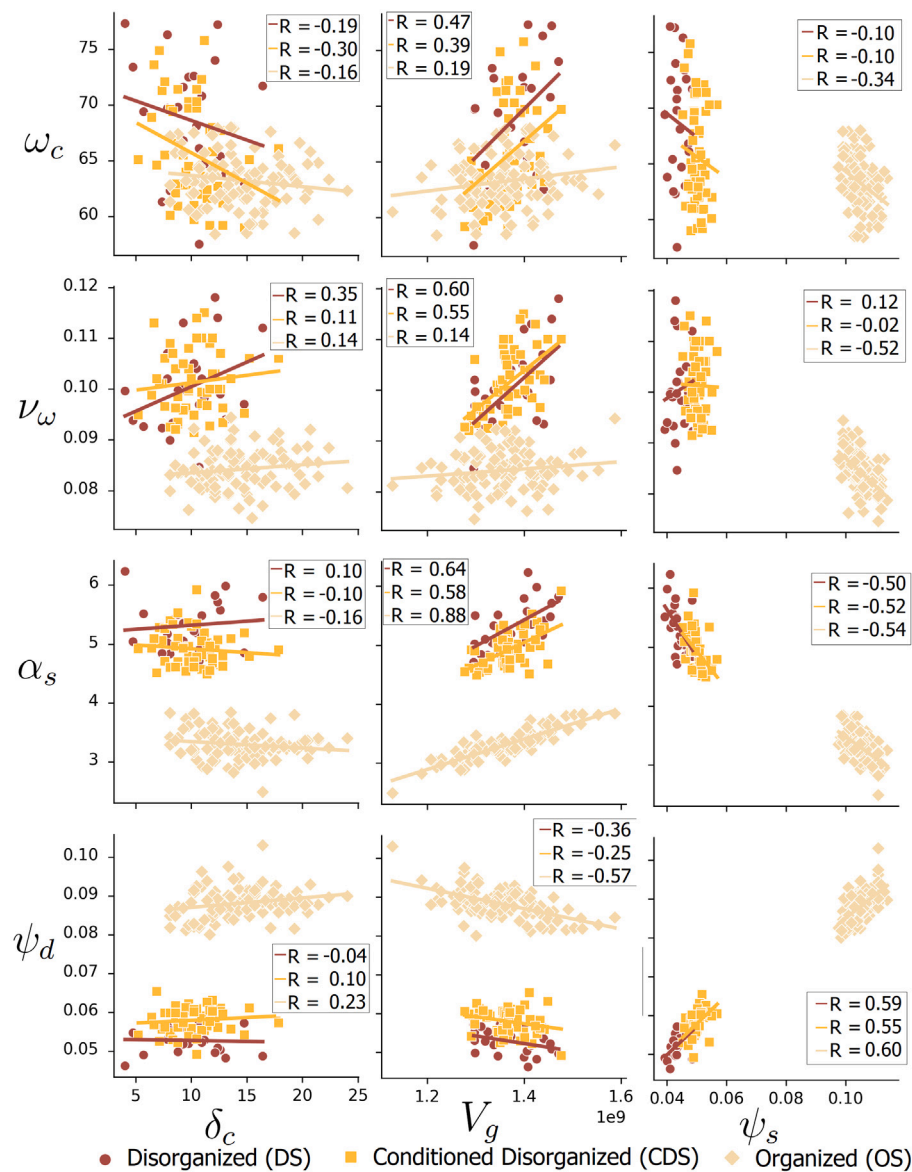 R = -0.19
R = -0.30
R = -0.16
R = 0.47
R = 0.39
R = 0.19
R = -0.10
R = -0.10
R = -0.34
75
70
65
60
ω_c
R = 0.35
R = 0.11
R = 0.14
R = 0.60
R = 0.55
R = 0.14
R = 0.12
R = -0.02
R = -0.52
0.12
0.11
0.10
0.09
0.08
ν_ω
R = 0.10
R = -0.10
R = -0.16
R = 0.64
R = 0.58
R = 0.88
R = -0.50
R = -0.52
R = -0.54
6
5
4
3
α_s
R = -0.04
R = 0.10
R = 0.23
R = -0.36
R = -0.25
R = -0.57
R = 0.59
R = 0.55
R = 0.60
0.10
0.09
0.08
0.07
0.06
0.05
ψ_d
5 10 15 20 25
1.1 1.2 1.3 1.4 1.5 1.6
1e9
0.04 0.06 0.08 0.10
δ_c V_g ψ_s
Disorganized (DS) Conditioned Disorganized (CDS) Organized (OS)